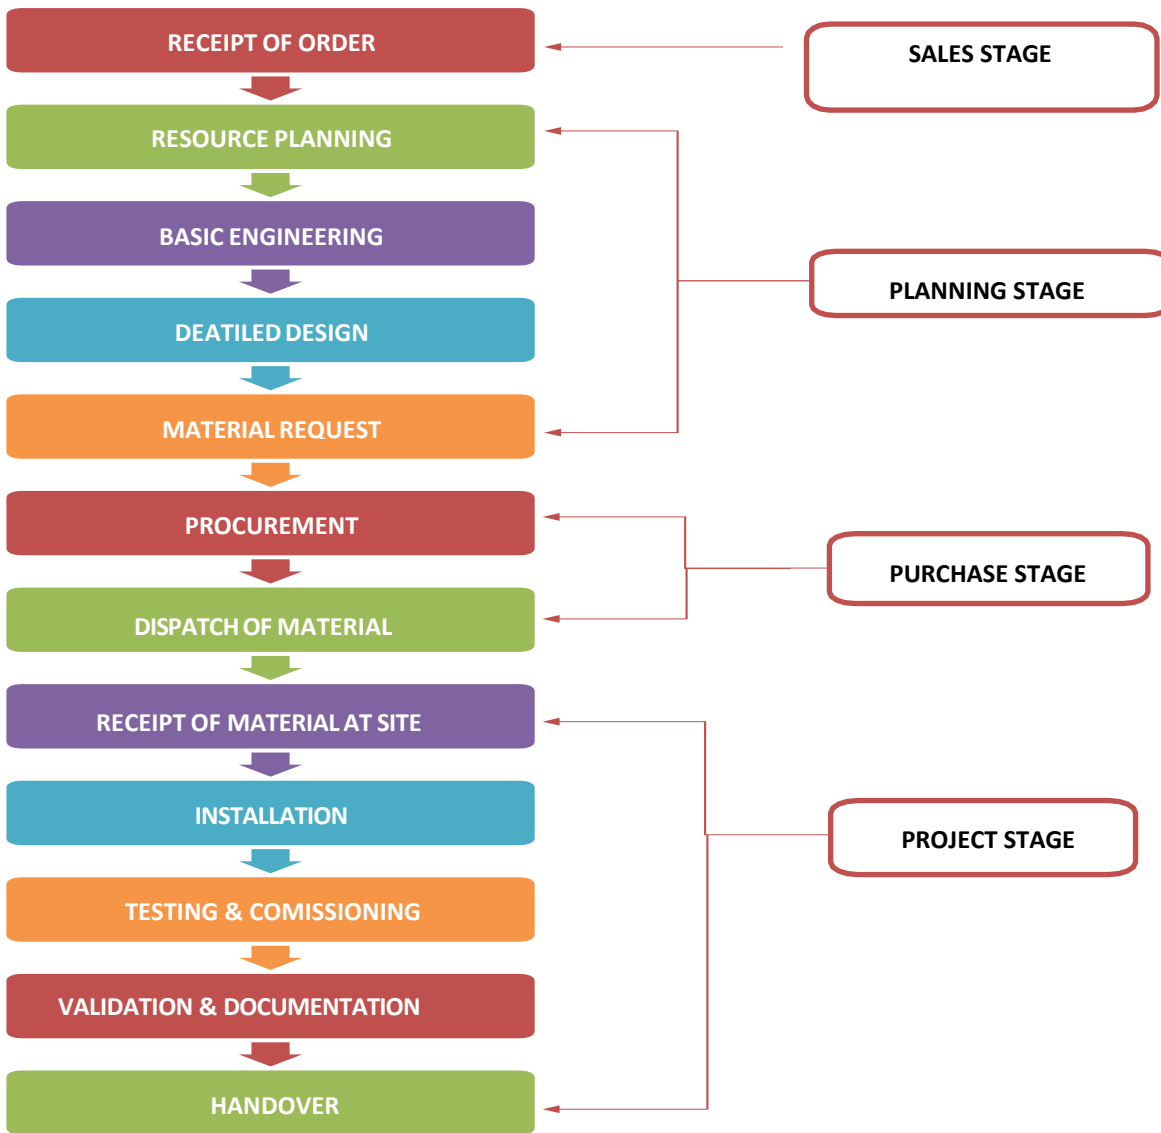 RECEIPT OF ORDER
SALES STAGE
RESOURCE PLANNING
BASIC ENGINEERING
PLANNING STAGE
DEATILED DESIGN
MATERIAL REQUEST
PROCUREMENT
PURCHASE STAGE
DISPATCH OF MATERIAL
RECEIPT OF MATERIAL AT SITE
INSTALLATION
PROJECT STAGE
TESTING & COMISSIONING
VALIDATION & DOCUMENTATION
HANDOVER